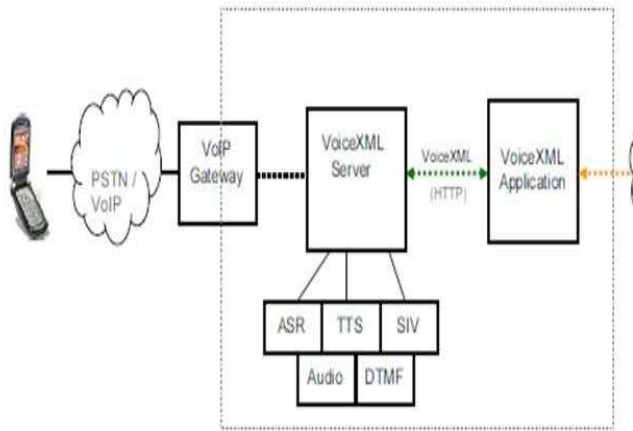 PSTN /
VoIP
VoIP
Gateway
VoiceXML
Server
VoiceXML
(HTTP)
VoiceXML
Application
ASR
TTS
SIV
Audio
DTMF